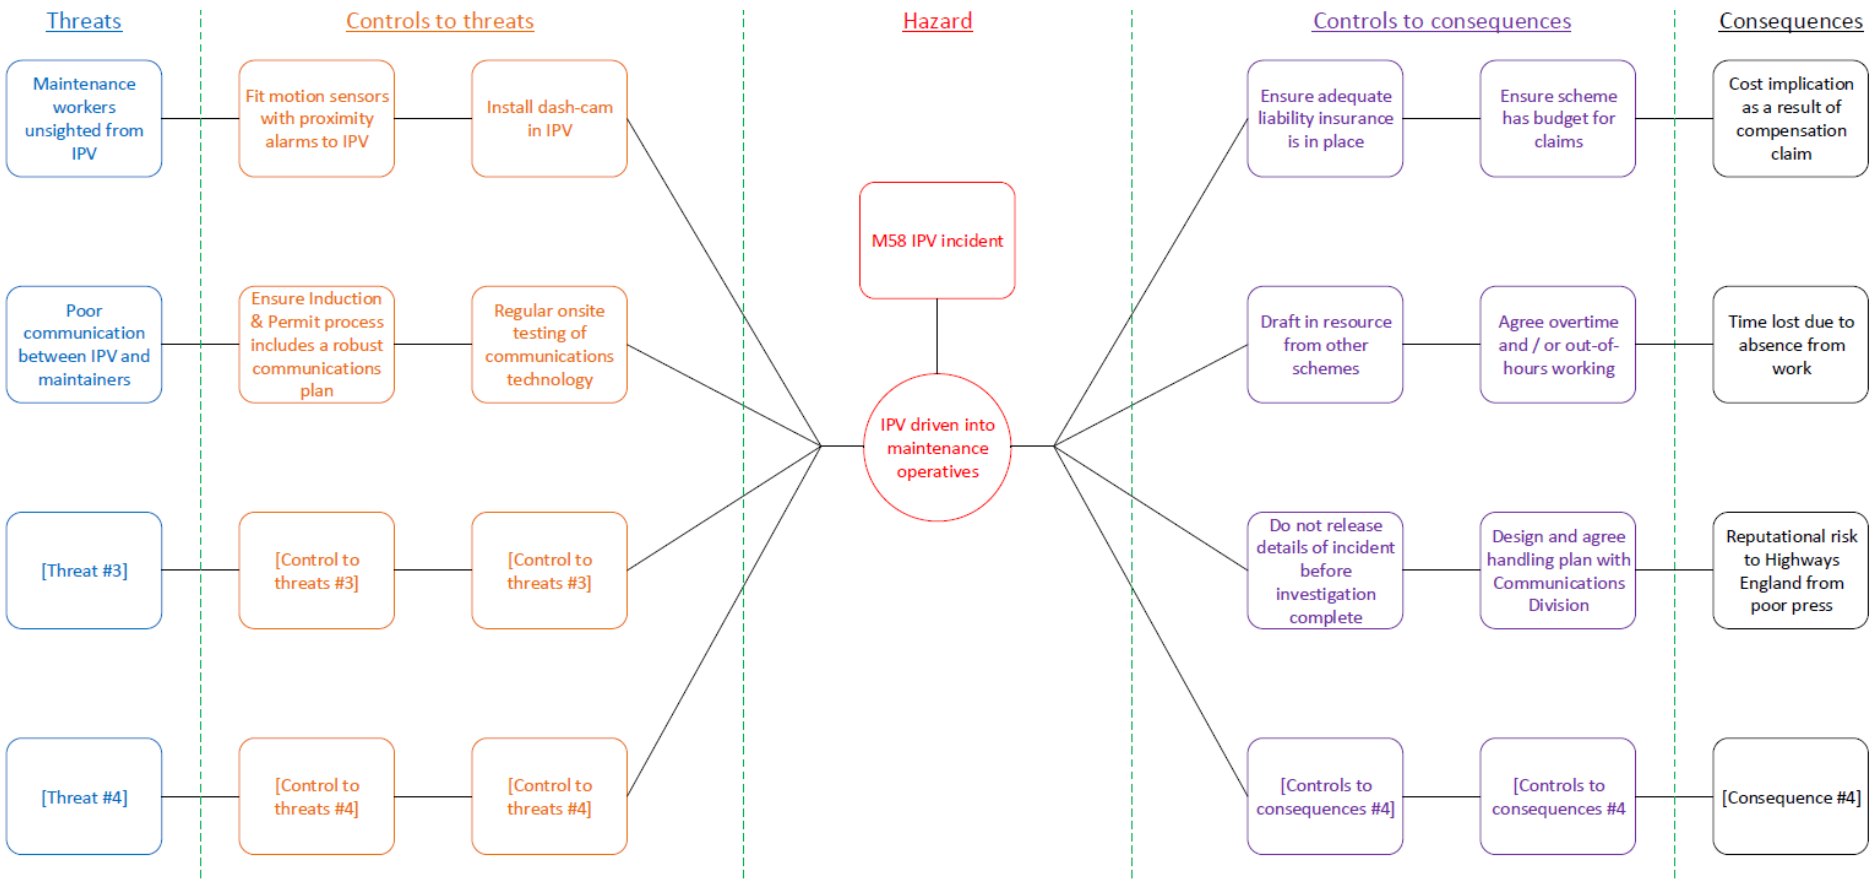 Threats
Controls to threats
Hazard
Controls to consequences
Consequences
Maintenance
workers
unsighted from
IPV
Fit motion sensors
with proximity
alarms to IPV
Install dash-cam
in IPV
Ensure adequate
liability insurance
is in place
Ensure scheme
has budget for
claims
Cost implication
as a result of
compensation
claim
M58 IPV incident
Poor
communication
between IPV and
maintainers
Ensure Induction
& Permit process
includes a robust
communications
plan
Regular onsite
testing of
communications
technology
Draft in resource
from other
schemes
Agree overtime
and / or out-of-
hours working
Time lost due to
absence from
work
IPV driven into
maintenance
operatives
[Threat #3]
[Control to
threats #3]
[Control to
threats #3]
Do not release
details of incident
before
investigation
complete
Design and agree
handling plan with
Communications
Division
Reputational risk
to Highways
England from
poor press
[Threat #4]
[Control to
threats #4]
[Control to
threats #4]
[Controls to
consequences #4]
[Controls to
consequences #4
[Consequence #4]